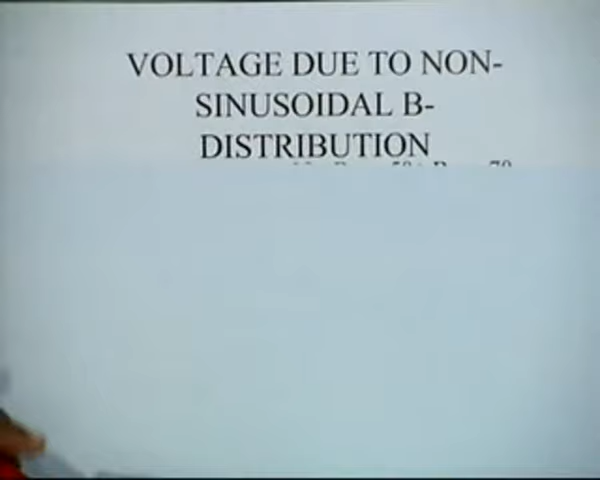 VOLTAGE DUE TO NON-
SINUSOIDAL B-
DISTRIBUTION